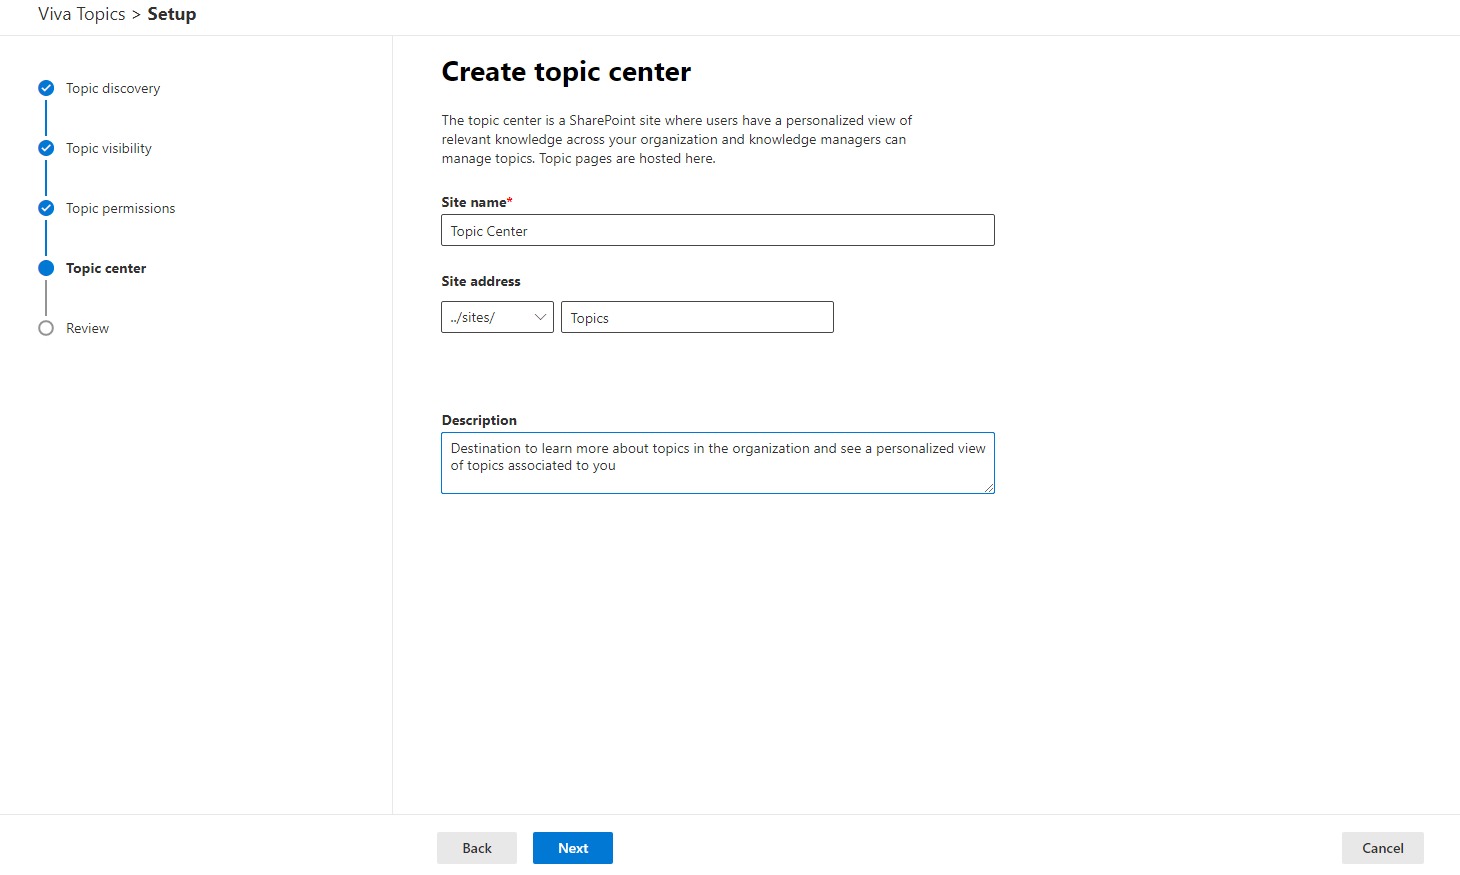 Viva Topics > Setup
Topic discovery
Topic visibility
Topic permissions
Topic center
Review
Create topic center
The topic center is a SharePoint site where users have a personalized view of
relevant knowledge across your organization and knowledge managers can
manage topics. Topic pages are hosted here.
Site name*
Topic Center
Site address
../sites/ Topics
Description
Destination to learn more about topics in the organization and see a personalized view
of topics associated to you
Back Next Cancel